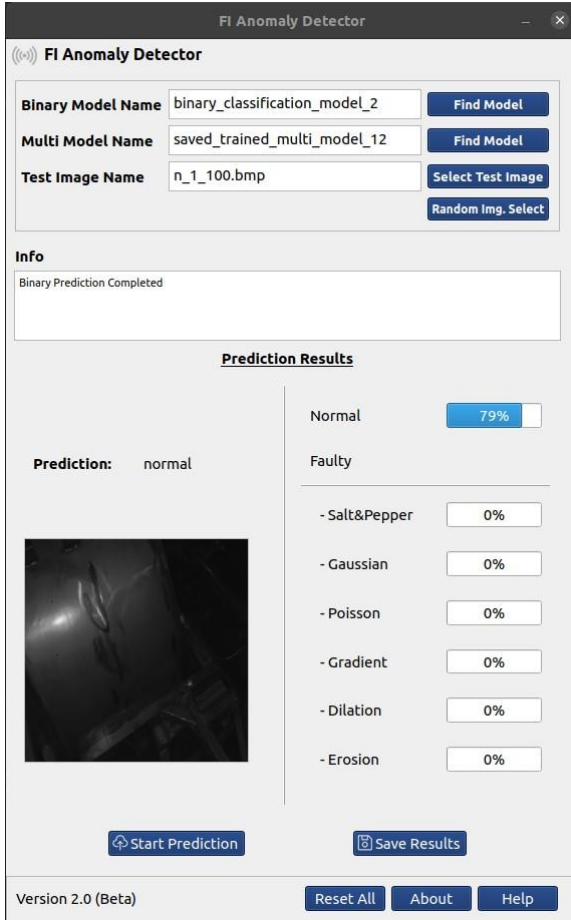 FI Anomaly Detector
FI Anomaly Detector
Binary Model Name binary_classification_model_2 Find Model
Multi Model Name saved_trained_multi_model_12 Find Model
Test Image Name n_1_100.bmp Select Test Image
Random Img. Select
Info
Binary Prediction Completed
Prediction Results
Normal 79%
Prediction: normal
Faulty
- Salt&Pepper 0%
- Gaussian 0%
- Poisson 0%
- Gradient 0%
- Dilation 0%
- Erosion 0%
Start Prediction Save Results
Version 2.0 (Beta) Reset All About Help